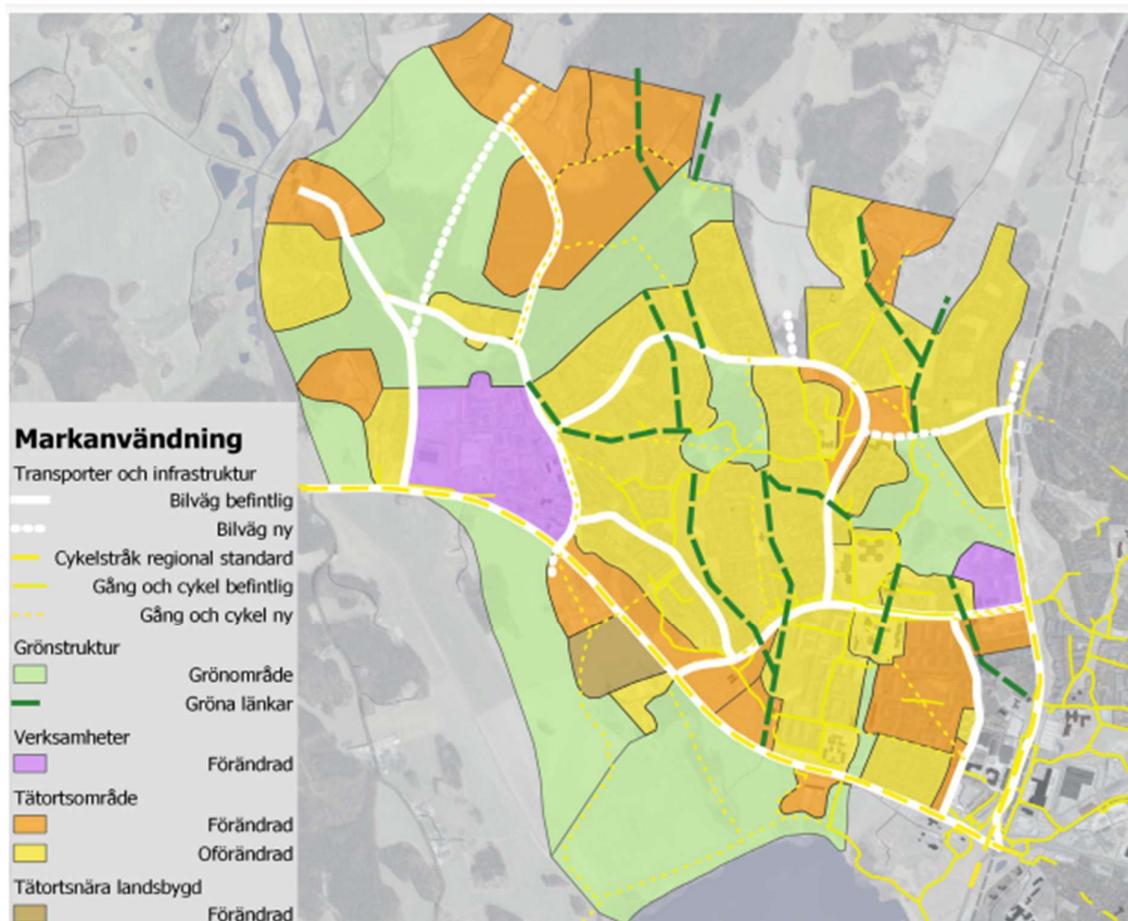 Markanvändning
Transporter och infrastruktur
Bilväg befintlig
Bilväg ny
Cykelstråk regional standard
Gång och cykel befintlig
Gång och cykel ny
Grönstruktur
Grönområde
Gröna länkar
Verksamheter
Förändrad
Tätortsområde
Förändrad
Oförändrad
Tätortsnära landsbygd
Förändrad